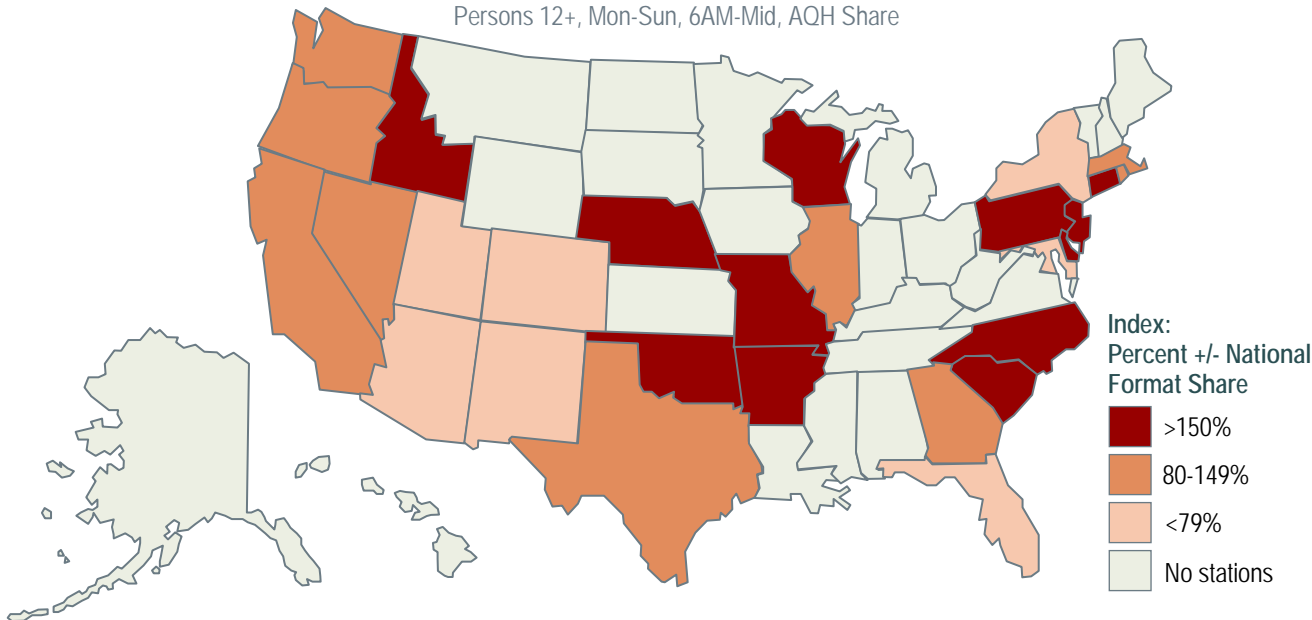 Persons 12+, Mon-Sun, 6AM-Mid, AQH Share
Index:
Percent +/- National
Format Share
>150%
80-149%
<79%
No stations